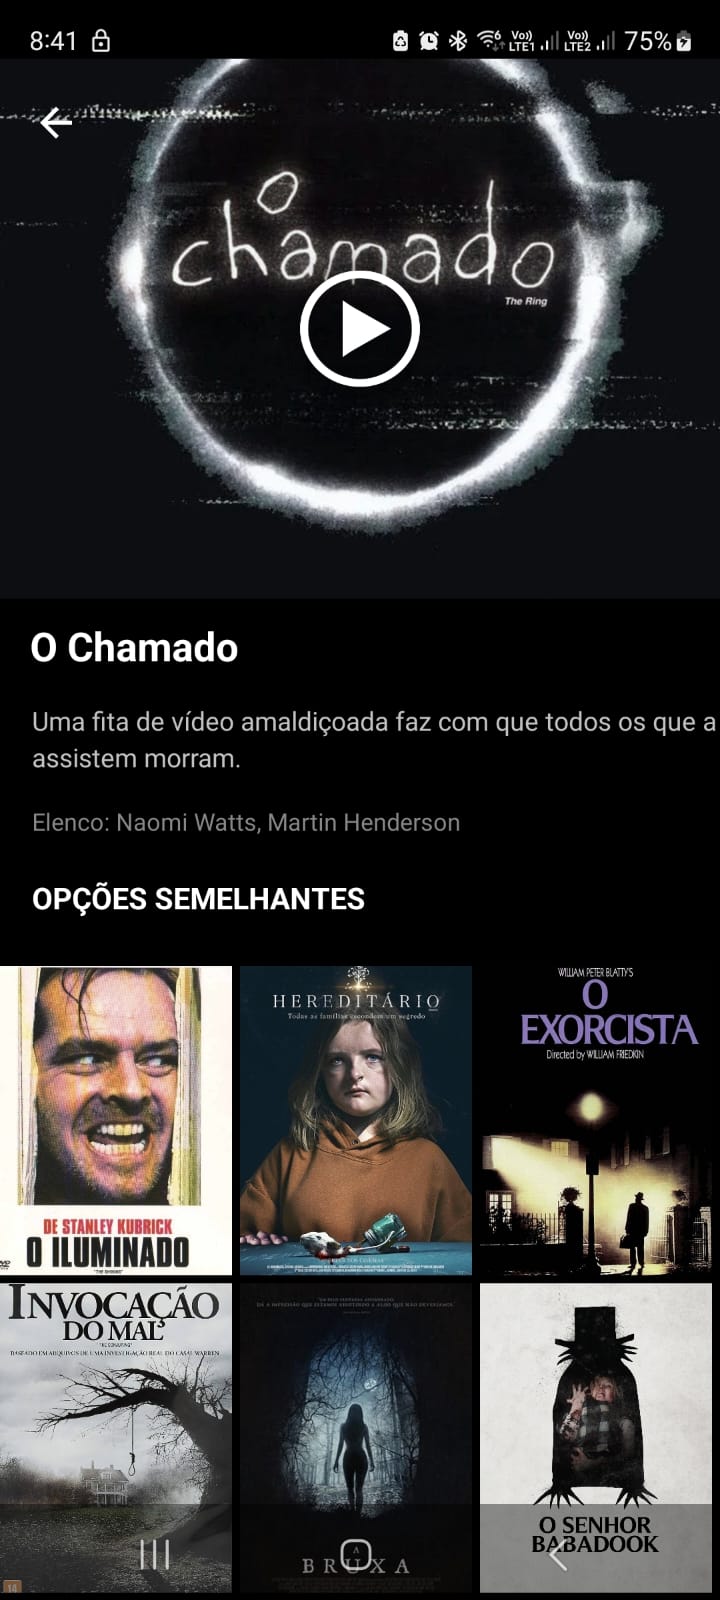 8:41
Vo)) LTE1
Vo)) LTE2
75%
O
chamado
The Ring
O Chamado
Uma fita de vídeo amaldiçoada faz com que todos os que a
assistem morram.
Elenco: Naomi Watts, Martin Henderson
OPÇÕES SEMELHANTES
DE STANLEY KUBRICK
O ILUMINADO
HEREDITÁRIO
Todas as famílias escondem um segredo
WILLIAM PETER BLATTY'S
O
EXORCISTA
Directed by WILLIAM FRIEDKIN
INVOCAÇÃO
DO MAL
BASEADO EM ARQUIVOS DE UMA INVESTIGAÇÃO REAL DO CASAL WARREN
A
BRUXA
O SENHOR
BABADOOK